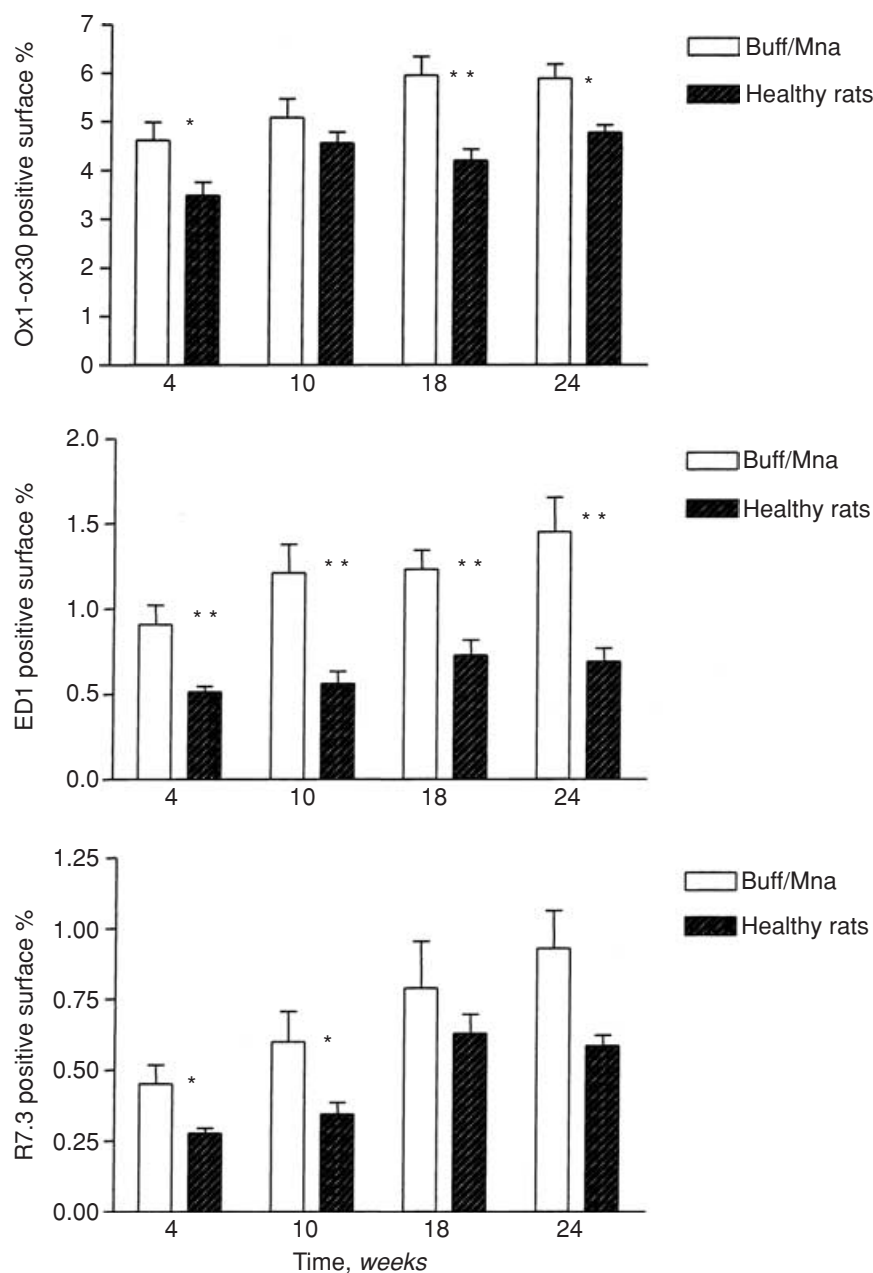 Ox1-ox30 positive surface %
7
6
5
4
3
2
1
0
* 
* *
*
4 10 18 24
Buff/Mna
Healthy rats
ED1 positive surface %
2.0
1.5
1.0
0.5
0.0
* *
* *
* *
* *
4 10 18 24
Buff/Mna
Healthy rats
R7.3 positive surface %
1.25
1.00
0.75
0.50
0.25
0.00
*
*
4 10 18 24
Time, weeks
Buff/Mna
Healthy rats